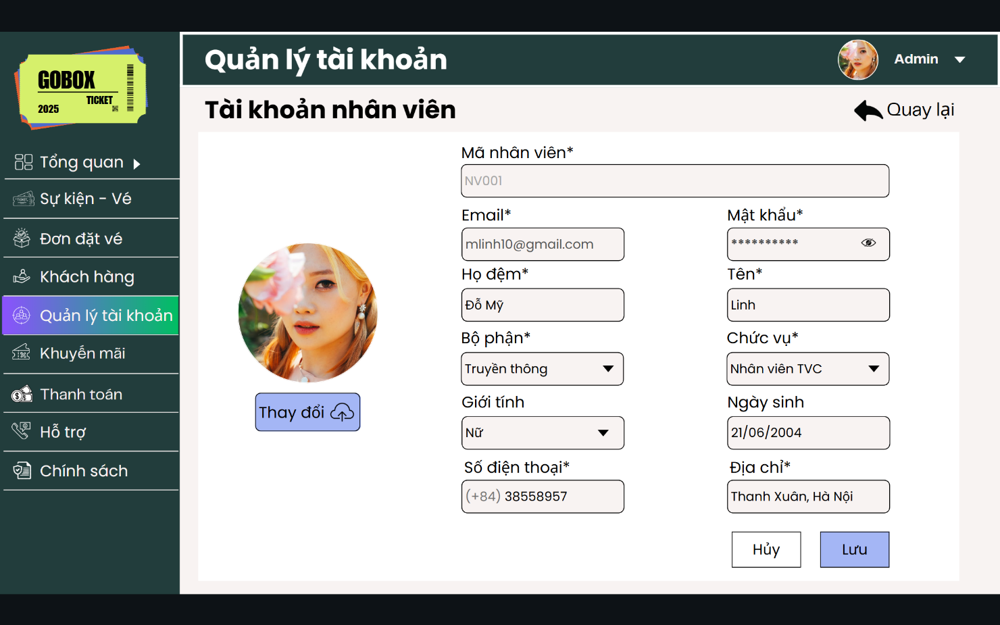 GOBOX
TICKET
2025
Tổng quan
Sự kiện - Vé
Đơn đặt vé
Khách hàng
Quản lý tài khoản
Khuyến mãi
Thanh toán
Hỗ trợ
Chính sách
Quản lý tài khoản
Admin
Tài khoản nhân viên
Quay lại
Thay đổi
Mã nhân viên*
NV001
Email* Mật khẩu*
mlinh10@gmail.com **********
Họ đệm* Tên*
Đỗ Mỹ Linh
Bộ phận* Chức vụ*
Truyền thông Nhân viên TVC
Giới tính Ngày sinh
Nữ 21/06/2004
Số điện thoại* Địa chỉ*
(+84) 38558957 Thanh Xuân, Hà Nội
Hủy Lưu